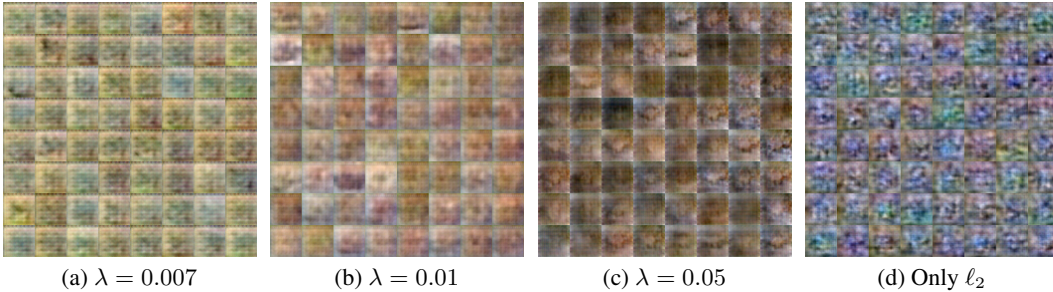 (a) λ = 0.007
(b) λ = 0.01
(c) λ = 0.05
(d) Only ℓ₂